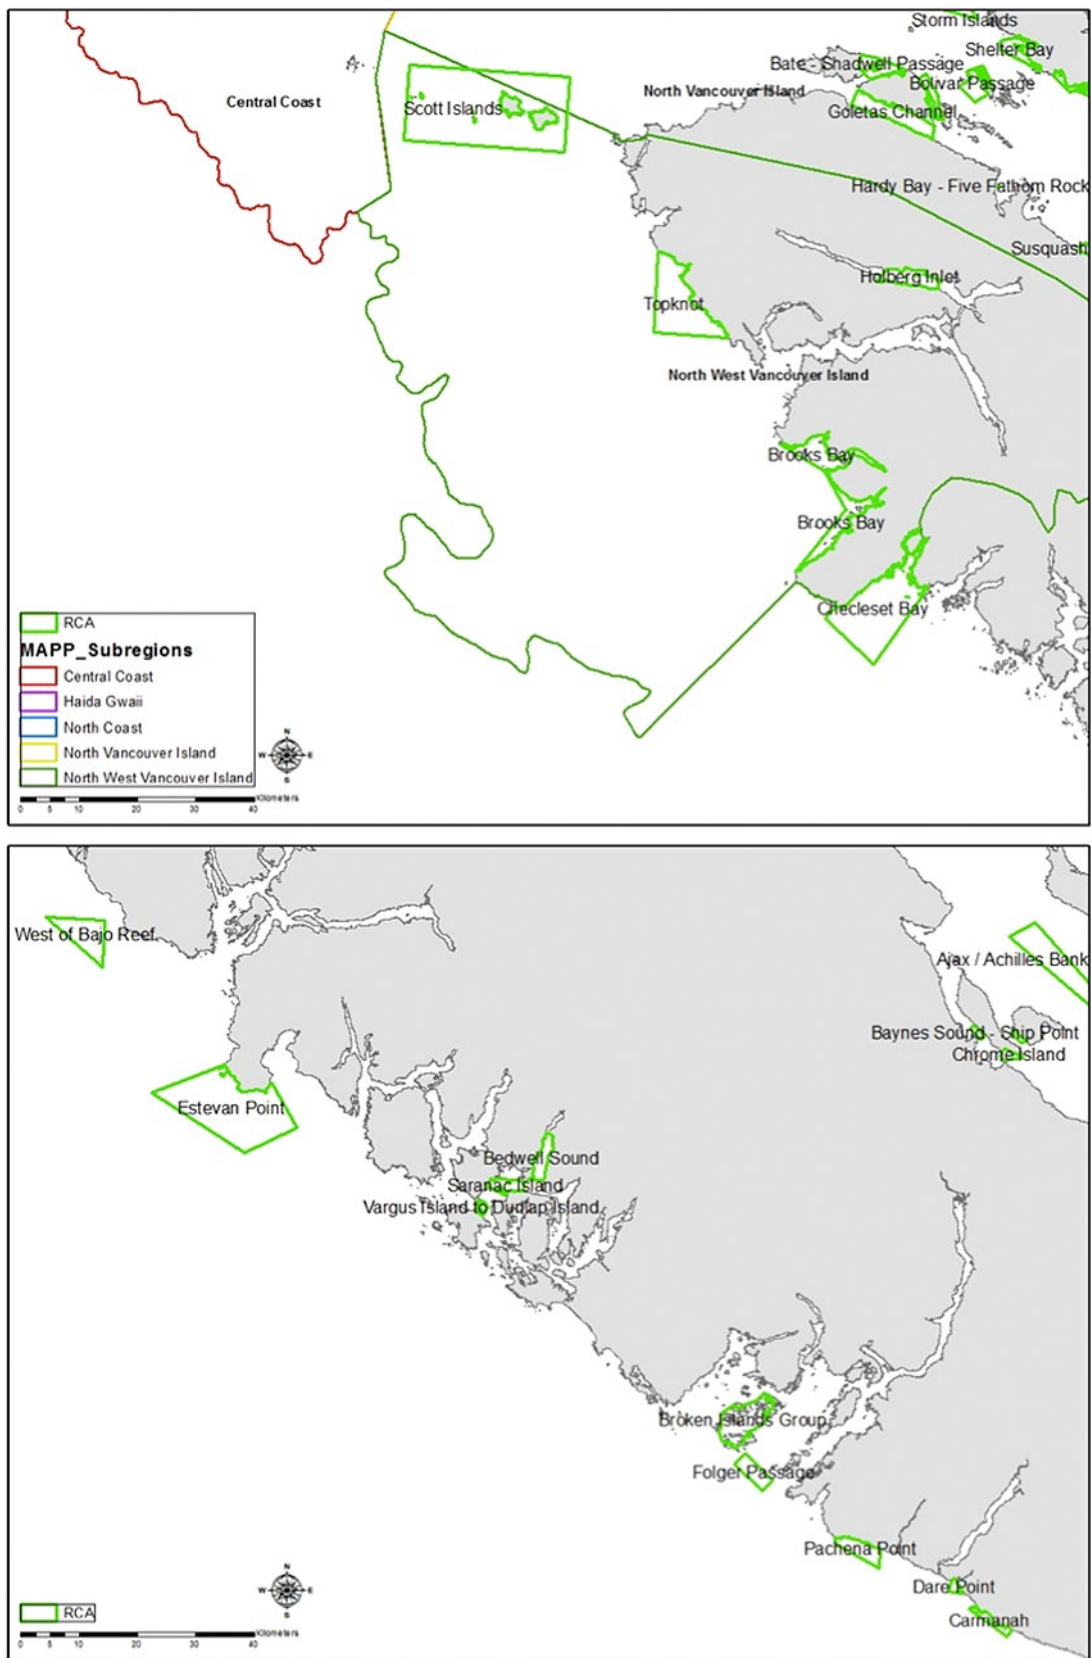 Storm Islands
Shelter Bay
Bate - Shadwell Passage
Bolivar Passage
North Vancouver Island
Central Coast
Scott Islands
Goletas Channel
Hardy Bay - Five Fathom Rock
Susquash
Holberg Inlet
Topknot
North West Vancouver Island
Brooks Bay
Brooks Bay
Checleset Bay
RCA
MAPP_Subregions
Central Coast
Haida Gwaii
North Coast
North Vancouver Island
North West Vancouver Island
N
W E
S
Kilometers
0 5 10 20 30 40
West of Bajo Reef
Ajax / Achilles Bank
Baynes Sound - Ship Point
Chrome Island
Estevan Point
Bedwell Sound
Saranac Island
Vargus Island to Dunlap Island
Broken Islands Group
Folger Passage
Pachena Point
Dare Point
Carmanah
N
W E
S
RCA
Kilometers
0 5 10 20 30 40